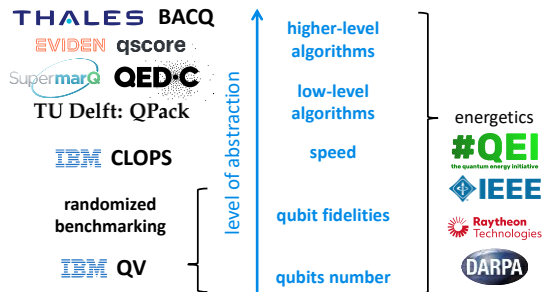 THALES BACQ
EVIDEN qscore
SupermarQ QED·C
TU Delft: QPack
IBM CLOPS
randomized
benchmarking
IBM QV
level of abstraction
higher-level
algorithms
low-level
algorithms
speed
qubit fidelities
qubits number
energetics
#QEI
the quantum energy initiative
IEEE
Raytheon
Technologies
DARPA